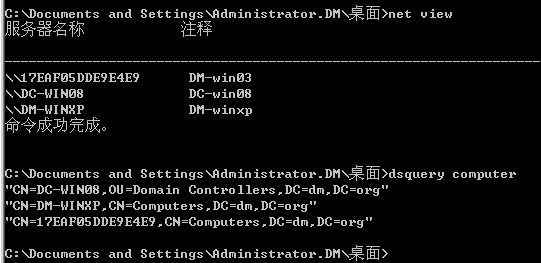 C:\Documents and Settings\Administrator.DM\桌面>net view
服务器名称 注释
-------------------------------------------------------------------------------
\\17EAF05DDE9E4E9 DM-win03
\\DC-WIN08 DC-win08
\\DM-WINXP DM-winxp
命令成功完成。
C:\Documents and Settings\Administrator.DM\桌面>dsquery computer
"CN=DC-WIN08,OU=Domain Controllers,DC=dm,DC=org"
"CN=DM-WINXP,CN=Computers,DC=dm,DC=org"
"CN=17EAF05DDE9E4E9,CN=Computers,DC=dm,DC=org"
C:\Documents and Settings\Administrator.DM\桌面>